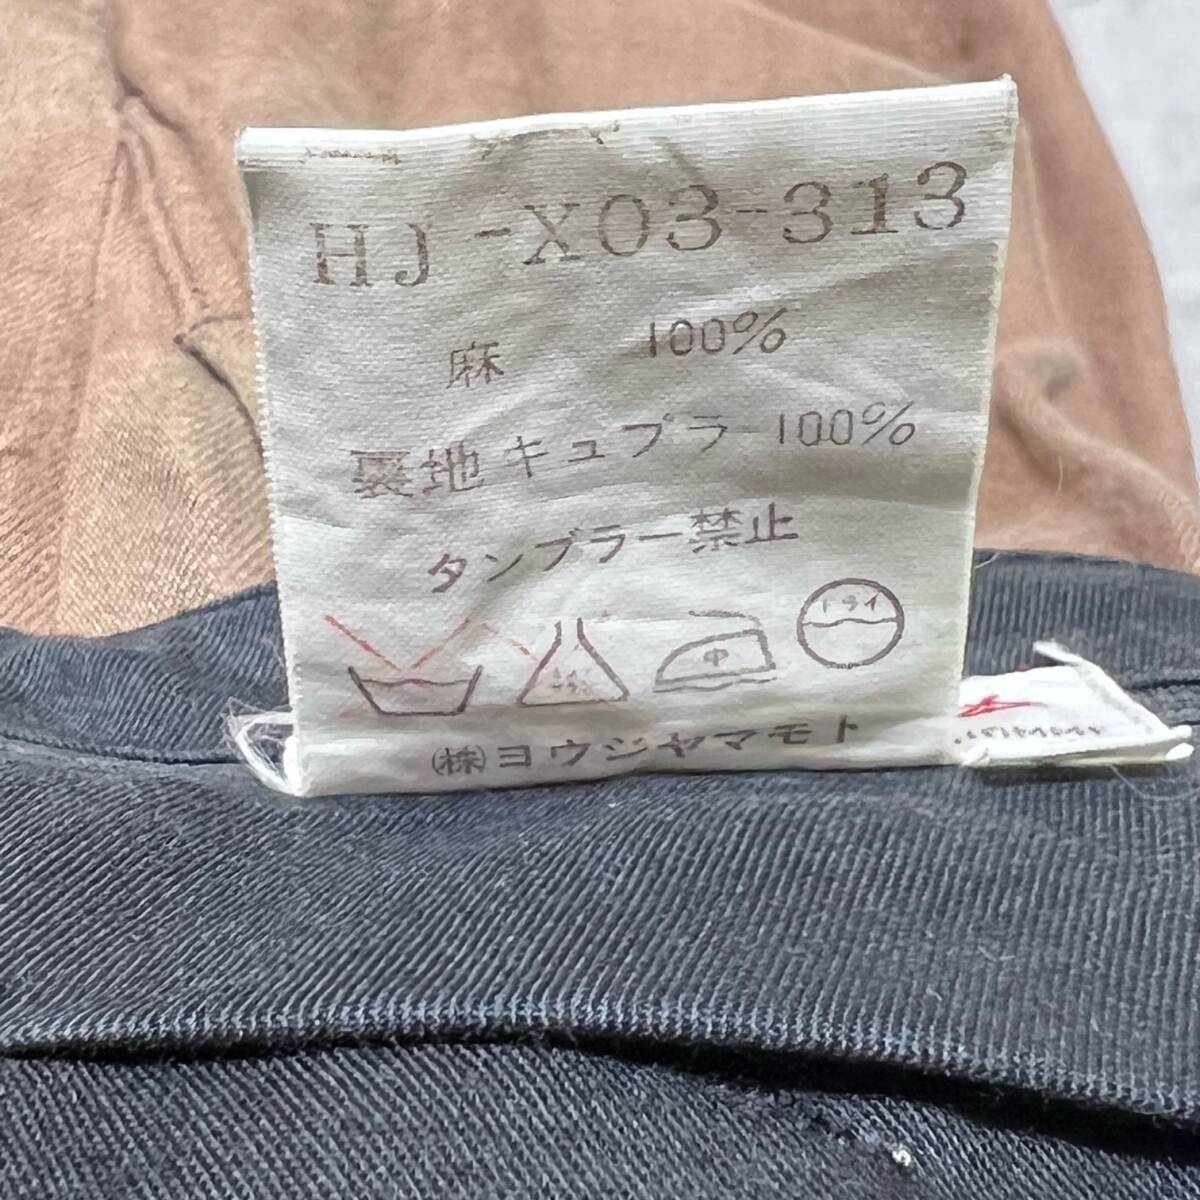 HJ-X03-313
麻 100%
裏地キュプラ-100%
タンブラー禁止
中
ドライ
㈱ヨウジヤマモト